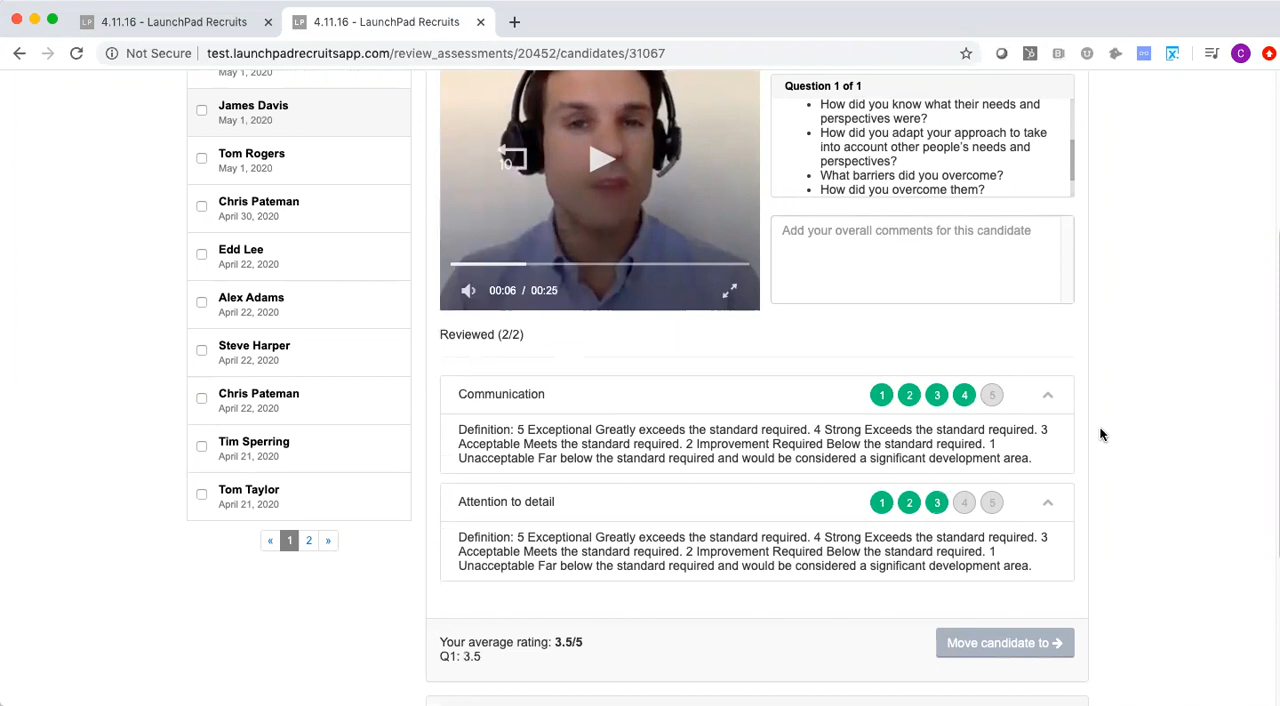 LP 4.11.16 - LaunchPad Recruits
LP 4.11.16 - LaunchPad Recruits
Not Secure
test.launchpadrecruitsapp.com/review_assessments/20452/candidates/31067
C
May 1, 2020
James Davis
May 1, 2020
Tom Rogers
May 1, 2020
Chris Pateman
April 30, 2020
Edd Lee
April 22, 2020
Alex Adams
April 22, 2020
Steve Harper
April 22, 2020
Chris Pateman
April 22, 2020
Tim Sperring
April 21, 2020
Tom Taylor
April 21, 2020
« 1 2 »
10
00:06 / 00:25
Question 1 of 1
• How did you know what their needs and
perspectives were?
• How did you adapt your approach to take
into account other people's needs and
perspectives?
• What barriers did you overcome?
• How did you overcome them?
Add your overall comments for this candidate
Reviewed (2/2)
Communication
1 2 3 4 5
Definition: 5 Exceptional Greatly exceeds the standard required. 4 Strong Exceeds the standard required. 3
Acceptable Meets the standard required. 2 Improvement Required Below the standard required. 1
Unacceptable Far below the standard required and would be considered a significant development area.
Attention to detail
1 2 3 4 5
Definition: 5 Exceptional Greatly exceeds the standard required. 4 Strong Exceeds the standard required. 3
Acceptable Meets the standard required. 2 Improvement Required Below the standard required. 1
Unacceptable Far below the standard required and would be considered a significant development area.
Your average rating: 3.5/5
Q1: 3.5
Move candidate to